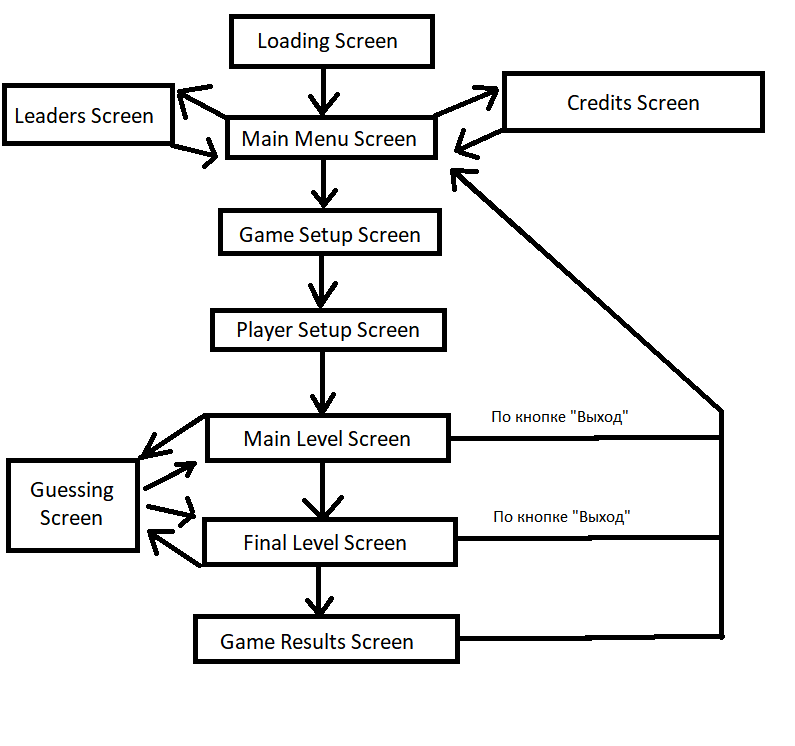 Loading Screen
Leaders Screen
Credits Screen
Main Menu Screen
Game Setup Screen
Player Setup Screen
По кнопке "Выход"
Main Level Screen
Guessing
Screen
По кнопке "Выход"
Final Level Screen
Game Results Screen